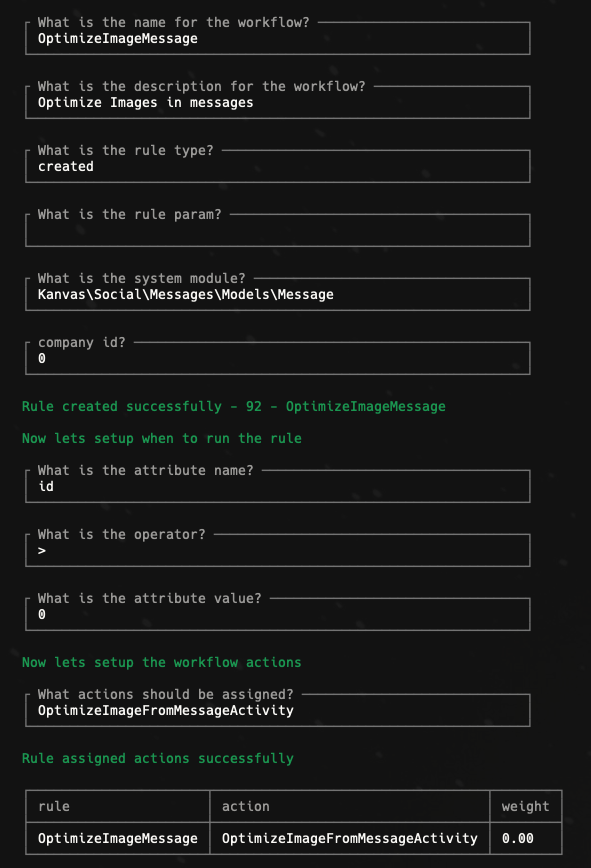 What is the name for the workflow?
OptimizeImageMessage
What is the description for the workflow?
Optimize Images in messages
What is the rule type?
created
What is the rule param?
What is the system module?
Kanvas\Social\Messages\Models\Message
company id?
0
Rule created successfully - 92 - OptimizeImageMessage
Now lets setup when to run the rule
What is the attribute name?
id
What is the operator?
>
What is the attribute value?
0
Now lets setup the workflow actions
What actions should be assigned?
OptimizeImageFromMessageActivity
Rule assigned actions successfully
rule action weight
OptimizeImageMessage OptimizeImageFromMessageActivity 0.00